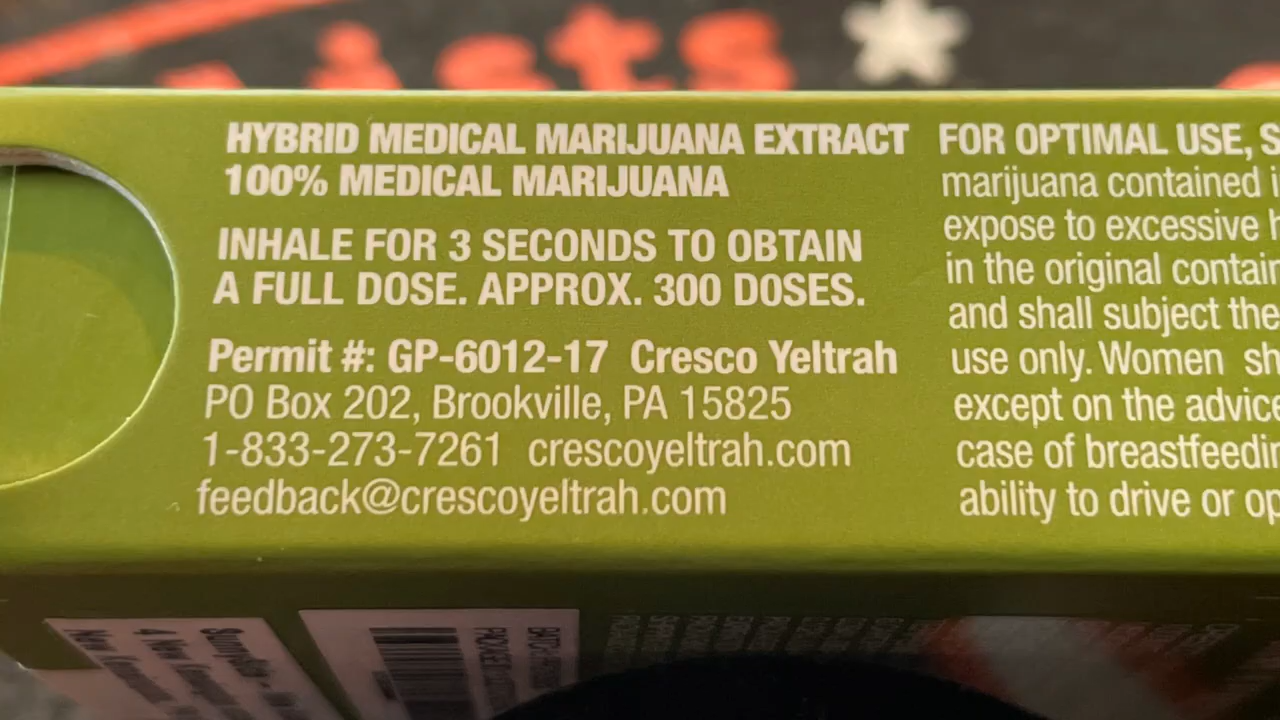 HYBRID MEDICAL MARIJUANA EXTRACT
100% MEDICAL MARIJUANA
INHALE FOR 3 SECONDS TO OBTAIN
A FULL DOSE. APPROX. 300 DOSES.
Permit #: GP-6012-17 Cresco Yeltrah
PO Box 202, Brookville, PA 15825
1-833-273-7261 crescoyeltrah.com
feedback@crescoyeltrah.com
FOR OPTIMAL USE, S
marijuana contained i
expose to excessive h
in the original contain
and shall subject the
use only. Women sh
except on the advice
case of breastfeedin
ability to drive or op